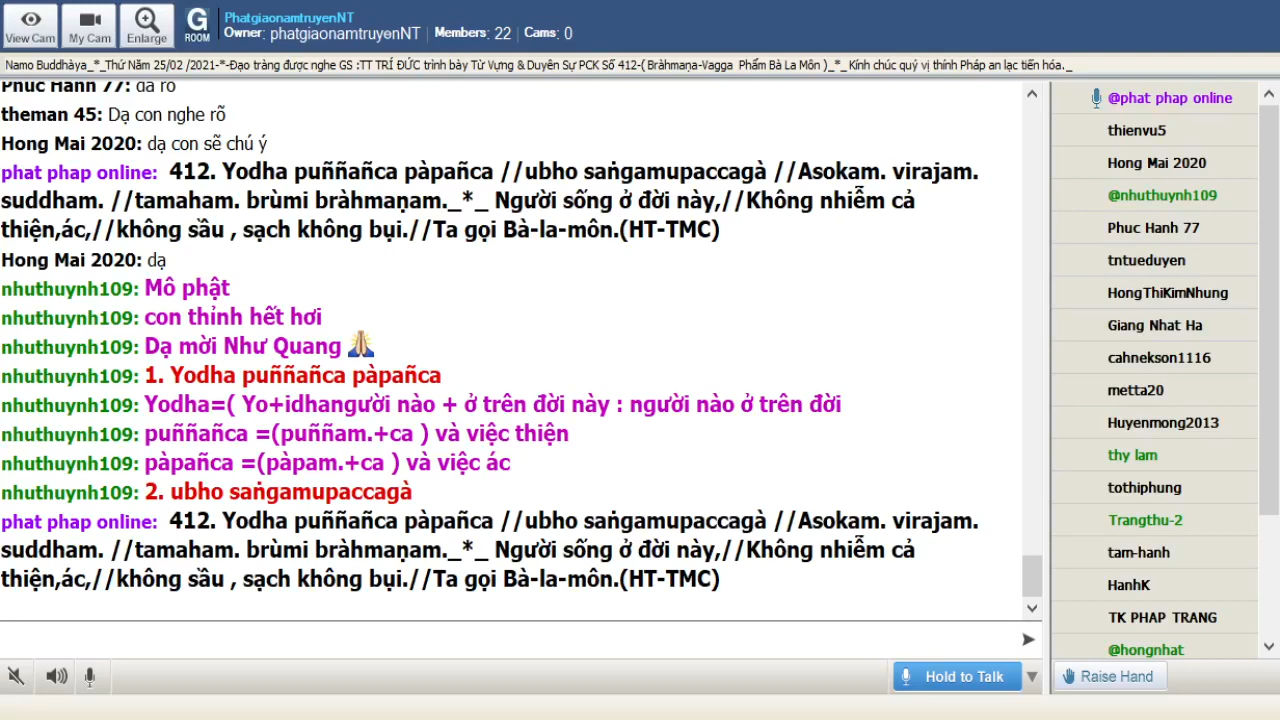 PhatgiaonamtruyenNT
View Cam
My Cam
Enlarge
G
ROOM
Owner: phatgiaonamtruyenNT | Members: 22 | Cams: 0
Namo Buddhàya_*_Thứ Năm 25/02 /2021-*-Đạo tràng được nghe GS :TT TRÍ ĐỨC trình bày Từ Vựng & Duyên Sự PCK Số 412-( Bràhmaṇa-Vagga Phẩm Bà La Môn )_*_Kính chúc quý vị thính Pháp an lạc tiến hóa._
Phuc Hanh 77: da rõ
theman 45: Dạ con nghe rõ
Hong Mai 2020: dạ con sẽ chú ý
phat phap online: 412. Yodha puññañca pàpañca //ubho saṅgamupaccagà //Asokam. virajam.
suddham. //tamaham. brùmi bràhmaṇam._*_ Người sống ở đời này,//Không nhiễm cả
thiện,ác,//không sầu , sạch không bụi.//Ta gọi Bà-la-môn.(HT-TMC)
Hong Mai 2020: dạ
nhuthuynh109: Mô phật
nhuthuynh109: con thỉnh hết hơi
nhuthuynh109: Dạ mời Như Quang
nhuthuynh109: 1. Yodha puññañca pàpañca
nhuthuynh109: Yodha=( Yo+idhangười nào + ở trên đời này : người nào ở trên đời
nhuthuynh109: puññañca =(puññam.+ca ) và việc thiện
nhuthuynh109: pàpañca =(pàpam.+ca ) và việc ác
nhuthuynh109: 2. ubho saṅgamupaccagà
phat phap online: 412. Yodha puññañca pàpañca //ubho saṅgamupaccagà //Asokam. virajam.
suddham. //tamaham. brùmi bràhmaṇam._*_ Người sống ở đời này,//Không nhiễm cả
thiện,ác,//không sầu , sạch không bụi.//Ta gọi Bà-la-môn.(HT-TMC)
@phat phap online
thienvu5
Hong Mai 2020
@nhuthuynh109
Phuc Hanh 77
tntueduyen
HongThiKimNhung
Giang Nhat Ha
cahnekson1116
metta20
Huyenmong2013
thy lam
tothiphung
Trangthu-2
tam-hanh
HanhK
TK PHAP TRANG
@hongnhat
Hold to Talk
Raise Hand